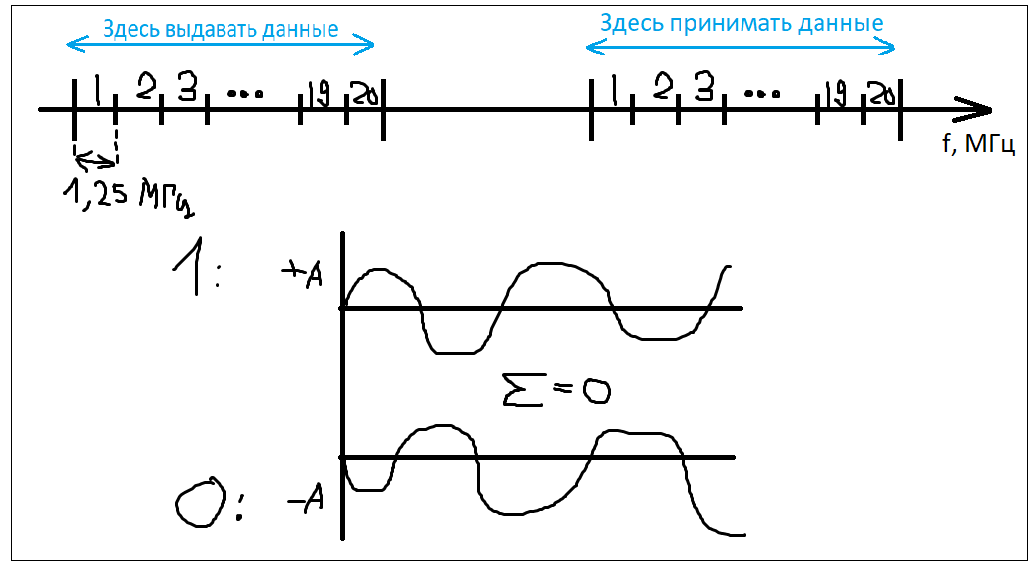 Здесь выдавать данные
Здесь принимать данные
1 2 3 ... 19 20
1 2 3 ... 19 20
f, МГц
1,25 МГц
1: +A
Σ = 0
0: -A